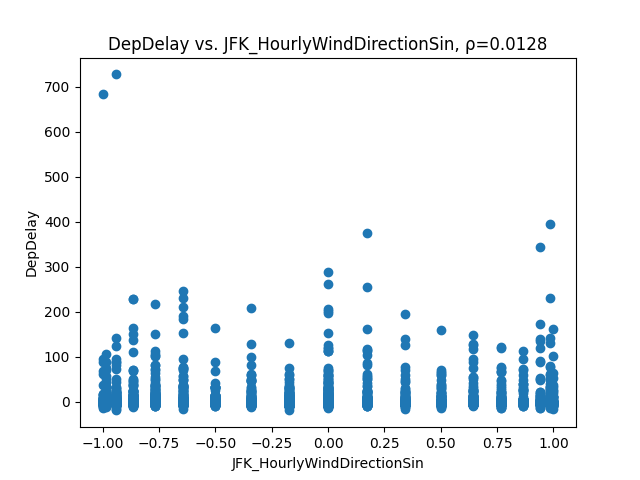 DepDelay vs. JFK_HourlyWindDirectionSin, ρ=0.0128
DepDelay
700
600
500
400
300
200
100
0
−1.00 −0.75 −0.50 −0.25 0.00 0.25 0.50 0.75 1.00
JFK_HourlyWindDirectionSin